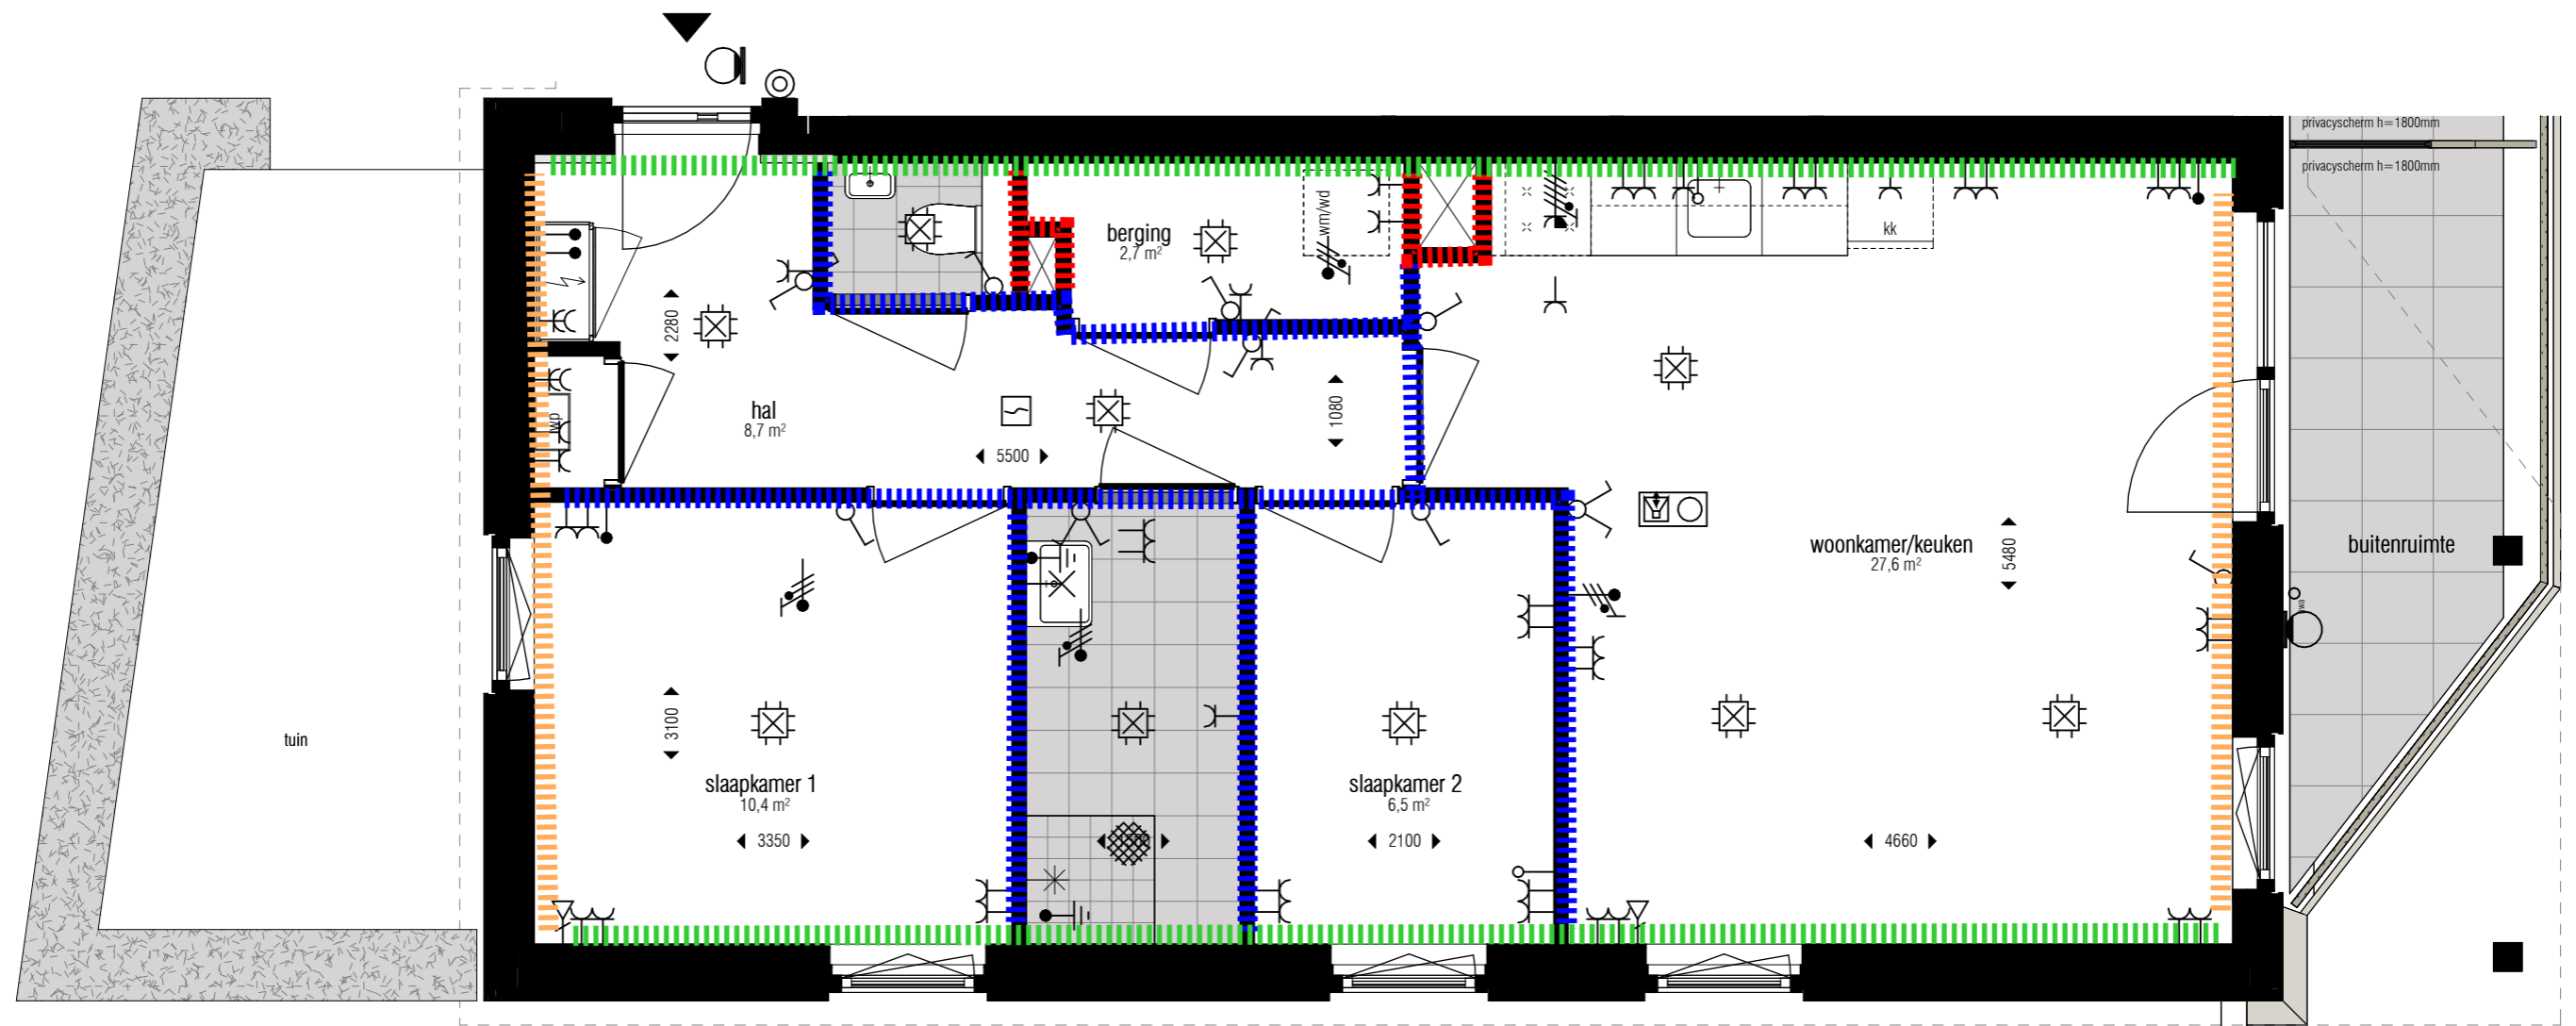 privacyscherm h=1800mm
privacyscherm h=1800mm
berging
2,7 m²
wm/wd
kk
2280
hal
8,7 m²
wp
1080
5500
woonkamer/keuken
27,6 m²
5480
buitenruimte
tuin
3100
slaapkamer 1
10,4 m²
3350
slaapkamer 2
6,5 m²
2100
4660